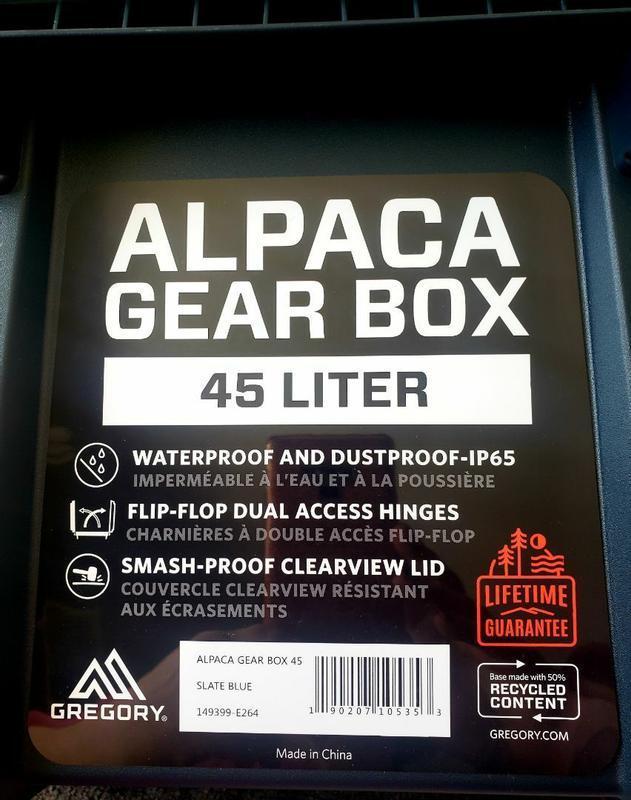 ALPACA
GEAR BOX
45 LITER
WATERPROOF AND DUSTPROOF-IP65
IMPERMÉABLE À L'EAU ET À LA POUSSIÈRE
FLIP-FLOP DUAL ACCESS HINGES
CHARNIÈRES À DOUBLE ACCÈS FLIP-FLOP
SMASH-PROOF CLEARVIEW LID
COUVERCLE CLEARVIEW RÉSISTANT
AUX ÉCRASEMENTS
LIFETIME
GUARANTEE
GREGORY®
ALPACA GEAR BOX 45
SLATE BLUE
149399-E264
1 90207 10535 3
Base made with 50%
RECYCLED
CONTENT
GREGORY.COM
Made in China